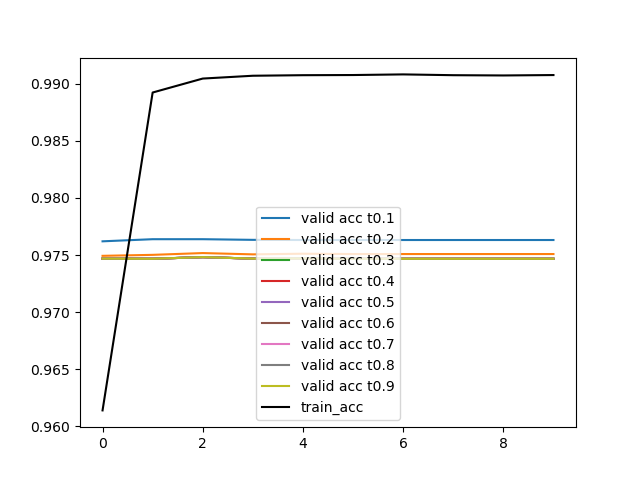 0.990
0.985
0.980
0.975
0.970
0.965
0.960
valid acc t0.1
valid acc t0.2
valid acc t0.3
valid acc t0.4
valid acc t0.5
valid acc t0.6
valid acc t0.7
valid acc t0.8
valid acc t0.9
train_acc
0 2 4 6 8